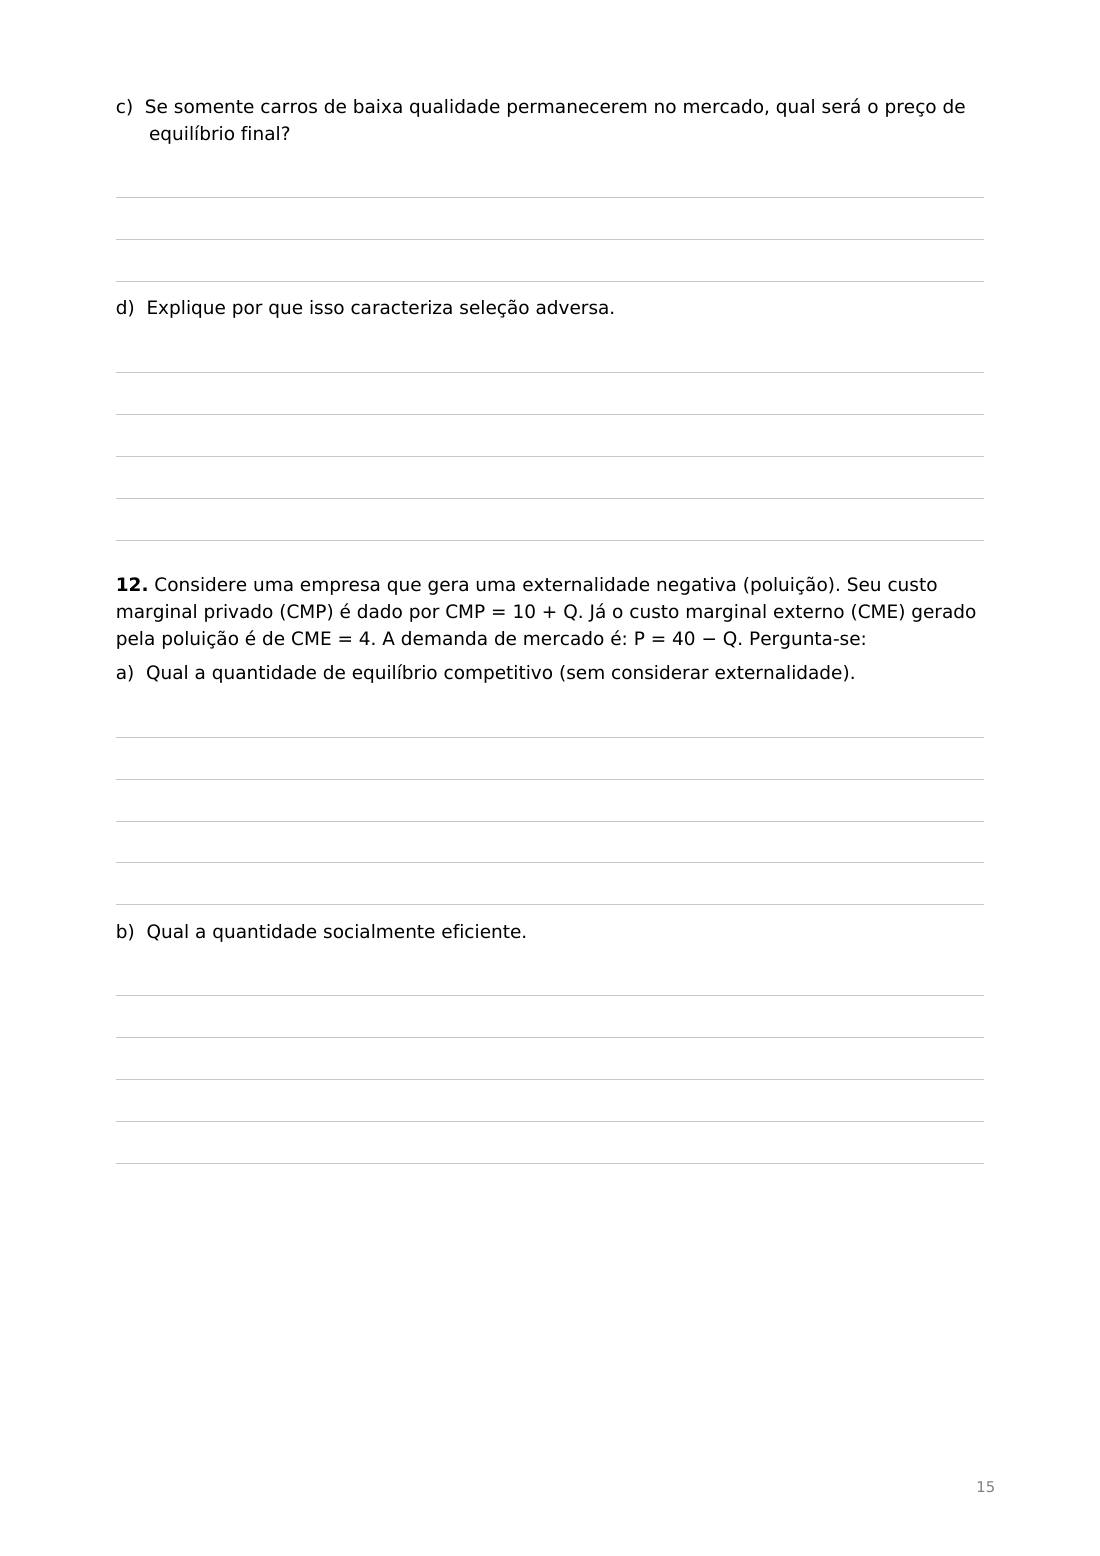 c) Se somente carros de baixa qualidade permanecerem no mercado, qual será o preço de
equilíbrio final?
d) Explique por que isso caracteriza seleção adversa.
12. Considere uma empresa que gera uma externalidade negativa (poluição). Seu custo
marginal privado (CMP) é dado por CMP = 10 + Q. Já o custo marginal externo (CME) gerado
pela poluição é de CME = 4. A demanda de mercado é: P = 40 − Q. Pergunta-se:
a) Qual a quantidade de equilíbrio competitivo (sem considerar externalidade).
b) Qual a quantidade socialmente eficiente.
15